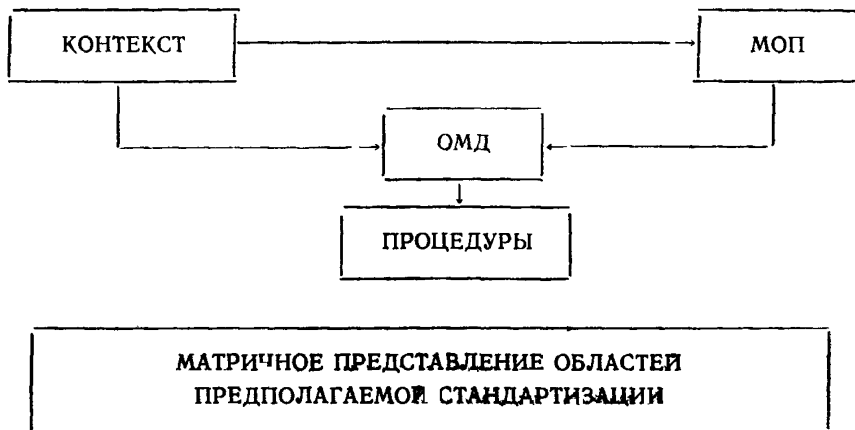 КОНТЕКСТ
МОП
ОМД
ПРОЦЕДУРЫ
МАТРИЧНОЕ ПРЕДСТАВЛЕНИЕ ОБЛАСТЕЙ
ПРЕДПОЛАГАЕМОЙ СТАНДАРТИЗАЦИИ